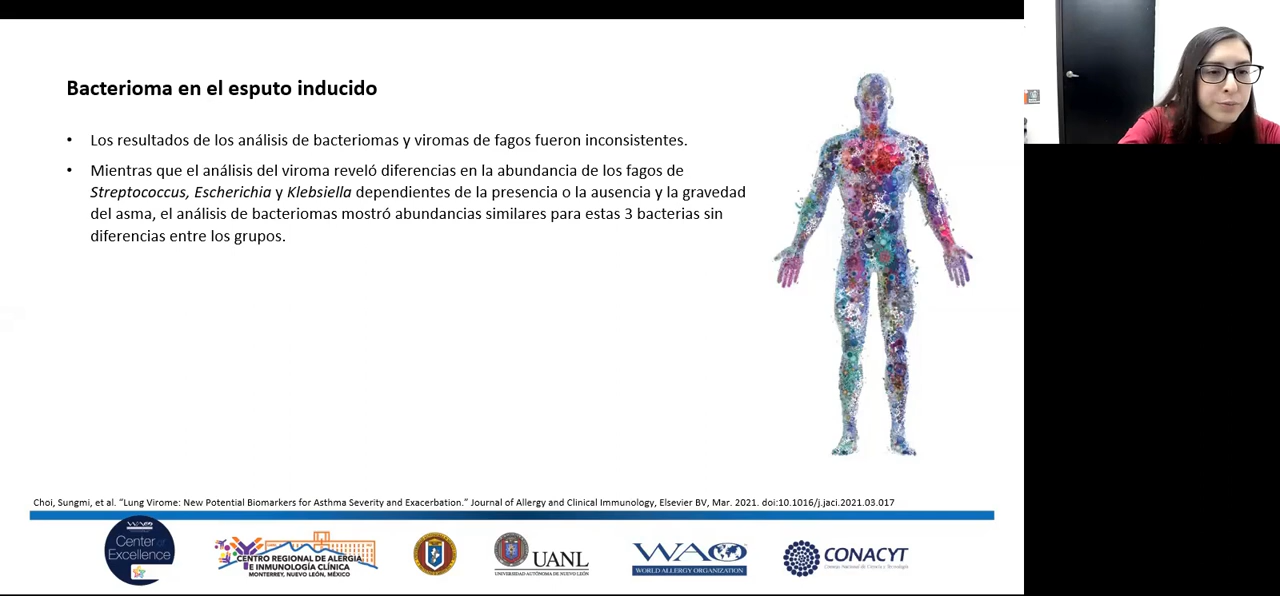 Bacterioma en el esputo inducido
• Los resultados de los análisis de bacteriomas y viromas de fagos fueron inconsistentes.
• Mientras que el análisis del viroma reveló diferencias en la abundancia de los fagos de
Streptococcus, Escherichia y Klebsiella dependientes de la presencia o la ausencia y la gravedad
del asma, el análisis de bacteriomas mostró abundancias similares para estas 3 bacterias sin
diferencias entre los grupos.
Choi, Sungmi, et al. “Lung Virome: New Potential Biomarkers for Asthma Severity and Exacerbation.” Journal of Allergy and Clinical Immunology, Elsevier BV, Mar. 2021. doi:10.1016/j.jaci.2021.03.017
WAO
Center of
Excellence
CENTRO REGIONAL DE ALERGIA
E INMUNOLOGÍA CLÍNICA
MONTERREY, NUEVO LEÓN, MÉXICO
UANL
UNIVERSIDAD AUTÓNOMA DE NUEVO LEÓN
WAO
WORLD ALLERGY ORGANIZATION
CONACYT
Consejo Nacional de Ciencia y Tecnología